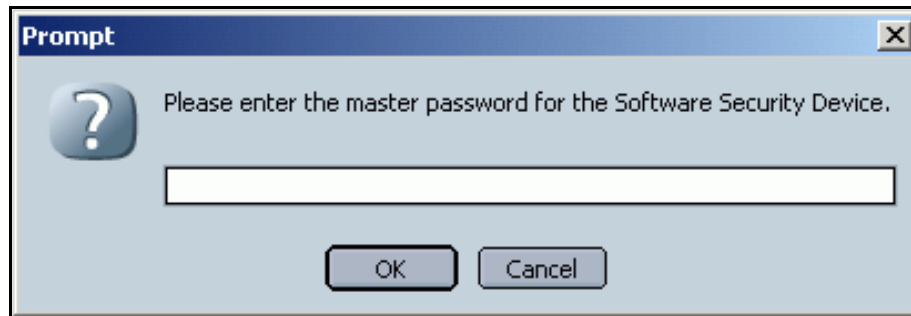 Prompt
Please enter the master password for the Software Security Device.
OK
Cancel